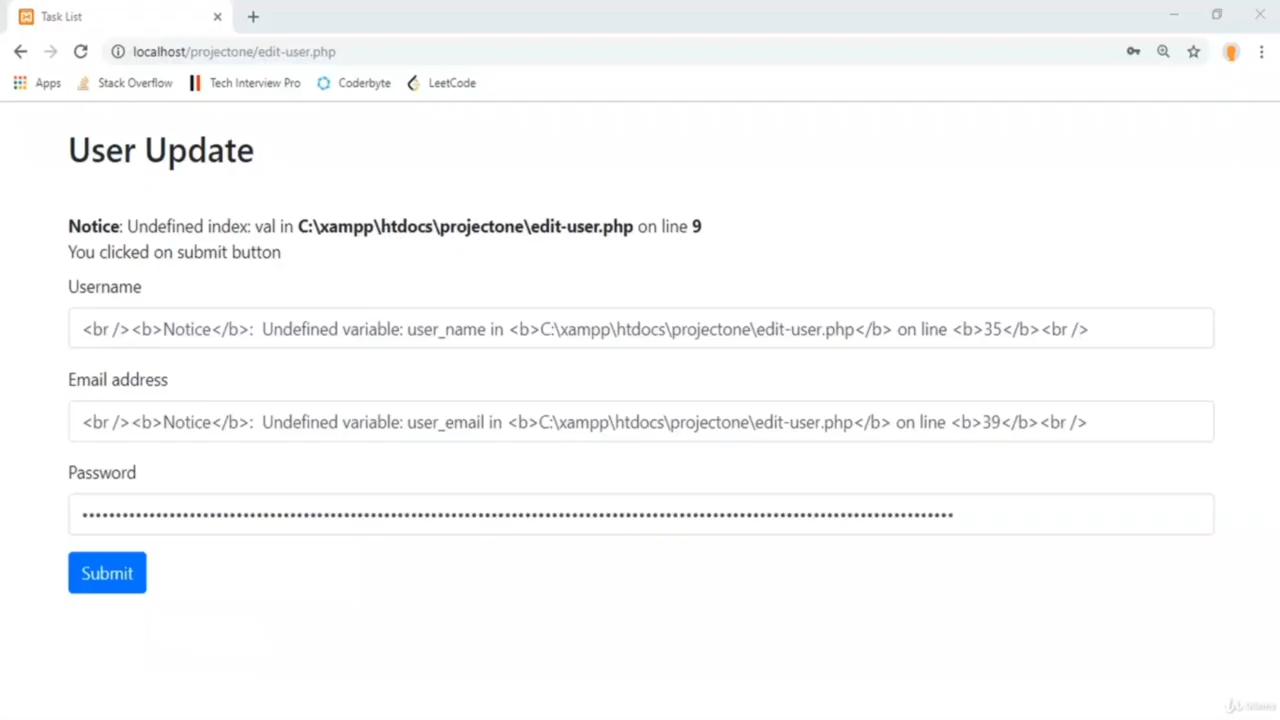 Task List
localhost/projectone/edit-user.php
Apps Stack Overflow Tech Interview Pro Coderbyte LeetCode
User Update
Notice: Undefined index: val in C:\xampp\htdocs\projectone\edit-user.php on line 9
You clicked on submit button
Username
<br /><b>Notice</b>:  Undefined variable: user_name in <b>C:\xampp\htdocs\projectone\edit-user.php</b> on line <b>35</b><br />
Email address
<br /><b>Notice</b>:  Undefined variable: user_email in <b>C:\xampp\htdocs\projectone\edit-user.php</b> on line <b>39</b><br />
Password
Submit